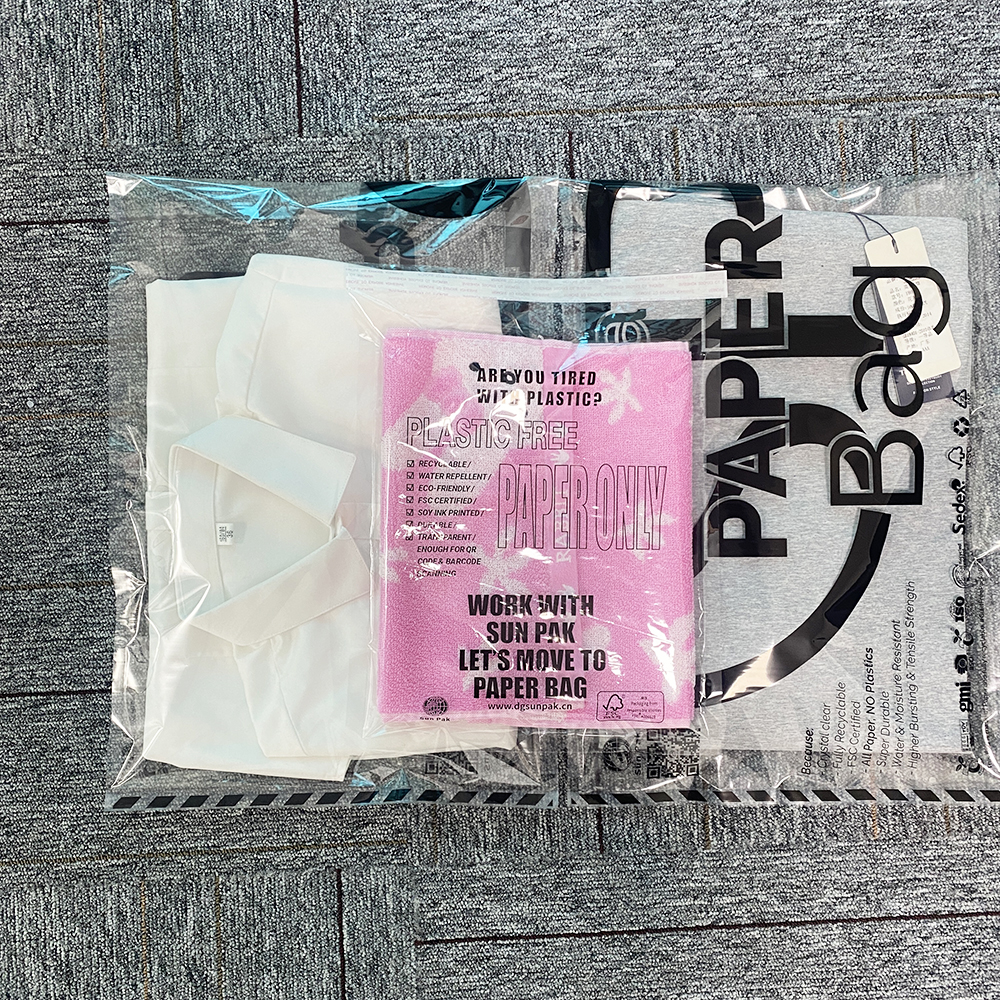 ARE YOU TIRED
WITH PLASTIC?
PLASTIC FREE
PAPER ONLY
RECYCLABLE/
WATER REPELLENT/
ECO-FRIENDLY/
FSC CERTIFIED/
SOY INK PRINTED/
DURABLE/
TRANSPARENT/
ENOUGH FOR QR
CODE & BARCODE
SCANNING
WORK WITH
SUN PAK
LET'S MOVE TO
PAPER BAG
www.dgsunpak.cn
Sun Pak
FSC
PAPER
Bag
Because:
- Crystal clear
- Fully Recyclable
- FSC Certified
- All Paper, NO Plastics
- Super Durable
- Water & Moisture Resistant
- Higher Bursting & Tensile Strength
gmi
ISO
Sedex